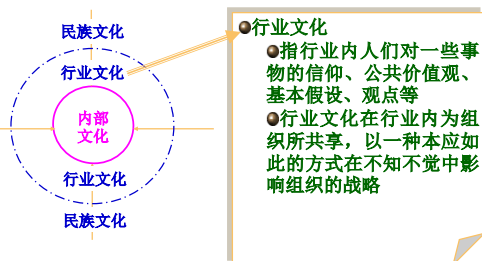 民族文化
行业文化
内部
文化
行业文化
民族文化
行业文化
指行业内人们对一些事
物的信仰、公共价值观、
基本假设、观点等
行业文化在行业内为组
织所共享，以一种本应如
此的方式在不知不觉中影
响组织的战略